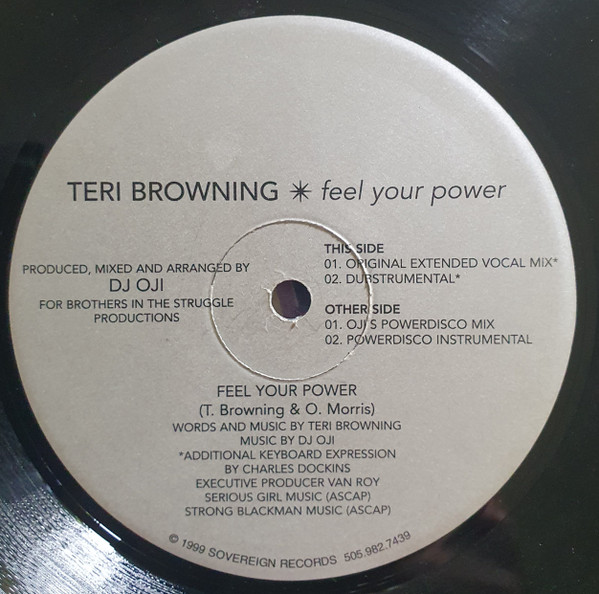 TERI BROWNING ✳ feel your power
PRODUCED, MIXED AND ARRANGED BY
DJ OJI
FOR BROTHERS IN THE STRUGGLE
PRODUCTIONS
THIS SIDE
01. ORIGINAL EXTENDED VOCAL MIX*
02. DUBSTRUMENTAL*
OTHER SIDE
01. OJI'S POWERDISCO MIX
02. POWERDISCO INSTRUMENTAL
FEEL YOUR POWER
(T. Browning & O. Morris)
WORDS AND MUSIC BY TERI BROWNING
MUSIC BY DJ OJI
*ADDITIONAL KEYBOARD EXPRESSION
BY CHARLES DOCKINS
EXECUTIVE PRODUCER VAN ROY
SERIOUS GIRL MUSIC (ASCAP)
STRONG BLACKMAN MUSIC (ASCAP)
© 1999 SOVEREIGN RECORDS 505.982.7439